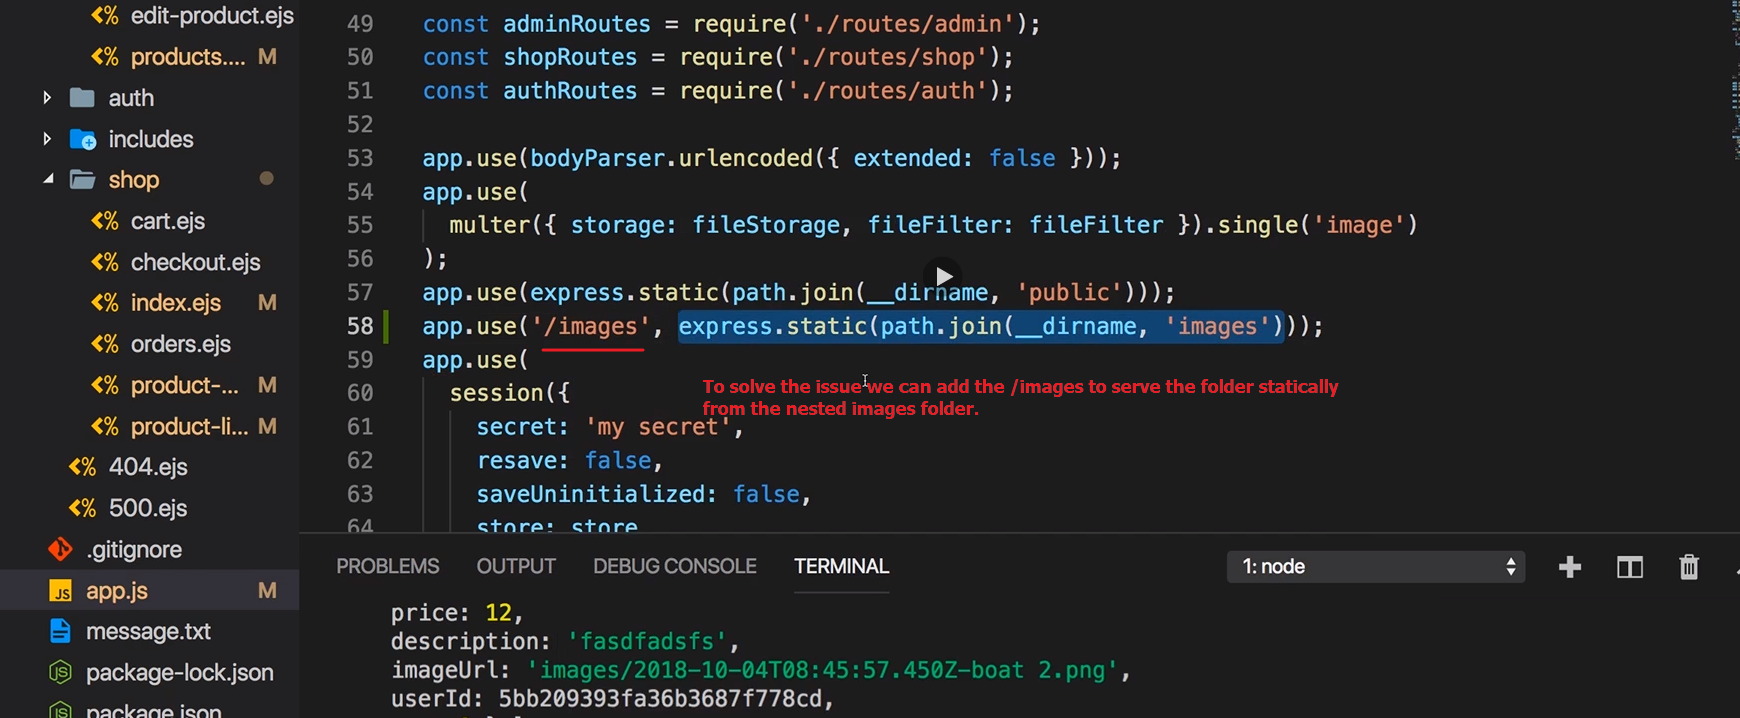 edit-product.ejs
products.... M
auth
includes
shop
cart.ejs
checkout.ejs
index.ejs M
orders.ejs
product-... M
product-li... M
404.ejs
500.ejs
.gitignore
JS app.js M
message.txt
package-lock.json
package.json
49 const adminRoutes = require('./routes/admin');
50 const shopRoutes = require('./routes/shop');
51 const authRoutes = require('./routes/auth');
52
53 app.use(bodyParser.urlencoded({ extended: false }));
54 app.use(
55 multer({ storage: fileStorage, fileFilter: fileFilter }).single('image')
56 );
57 app.use(express.static(path.join(__dirname, 'public')));
58 app.use('/images', express.static(path.join(__dirname, 'images')));
59 app.use(
60 session({
To solve the issue we can add the /images to serve the folder statically
from the nested images folder.
61 secret: 'my secret',
62 resave: false,
63 saveUninitialized: false,
64 store: store
PROBLEMS OUTPUT DEBUG CONSOLE TERMINAL 1: node
price: 12,
description: 'fasdfadsfs',
imageUrl: 'images/2018-10-04T08:45:57.450Z-boat 2.png',
userId: 5bb209393fa36b3687f778cd,